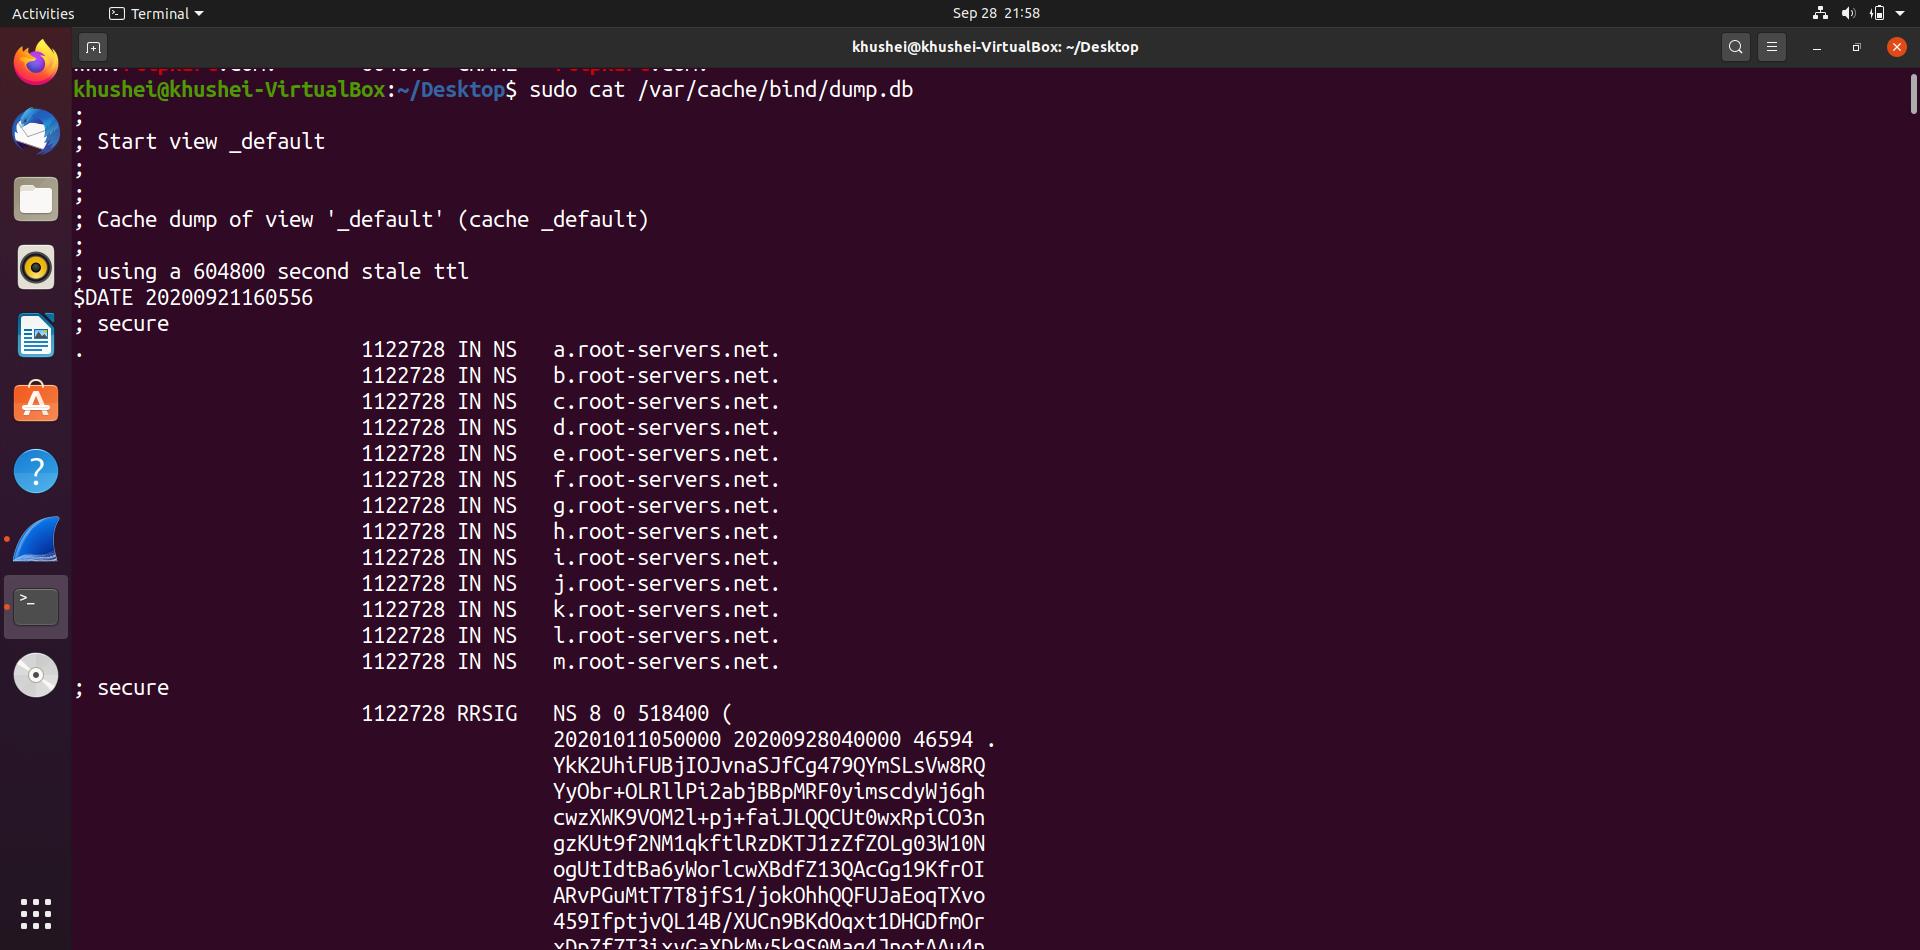 Activities Terminal Sep 28 21:58
khushei@khushei-VirtualBox: ~/Desktop
khushei@khushei-VirtualBox:~/Desktop$ sudo cat /var/cache/bind/dump.db
;
; Start view _default
;
;
; Cache dump of view '_default' (cache _default)
;
; using a 604800 second stale ttl
$DATE 20200921160556
; secure
. 1122728 IN NS a.root-servers.net.
1122728 IN NS b.root-servers.net.
1122728 IN NS c.root-servers.net.
1122728 IN NS d.root-servers.net.
1122728 IN NS e.root-servers.net.
1122728 IN NS f.root-servers.net.
1122728 IN NS g.root-servers.net.
1122728 IN NS h.root-servers.net.
1122728 IN NS i.root-servers.net.
1122728 IN NS j.root-servers.net.
1122728 IN NS k.root-servers.net.
1122728 IN NS l.root-servers.net.
1122728 IN NS m.root-servers.net.
; secure
1122728 RRSIG NS 8 0 518400 (
20201011050000 20200928040000 46594 .
YkK2UhiFUBjIOJvnaSJfCg479QYmSLsVw8RQ
YyObr+OLRllPi2abjBBpMRF0yimscdyWj6gh
cwzXWK9VOM2l+pj+faiJLQQCUt0wxRpiCO3n
gzKUt9f2NM1qkftlRzDKTJ1zZfZOLg03W10N
ogUtIdtBa6yWorlcwXBdfZ13QAcGg19KfrOI
ARvPGuMtT7T8jfS1/jokOhhQQFUJaEoqTXvo
459IfptjvQL14B/XUCn9BKdOqxt1DHGDfmOr